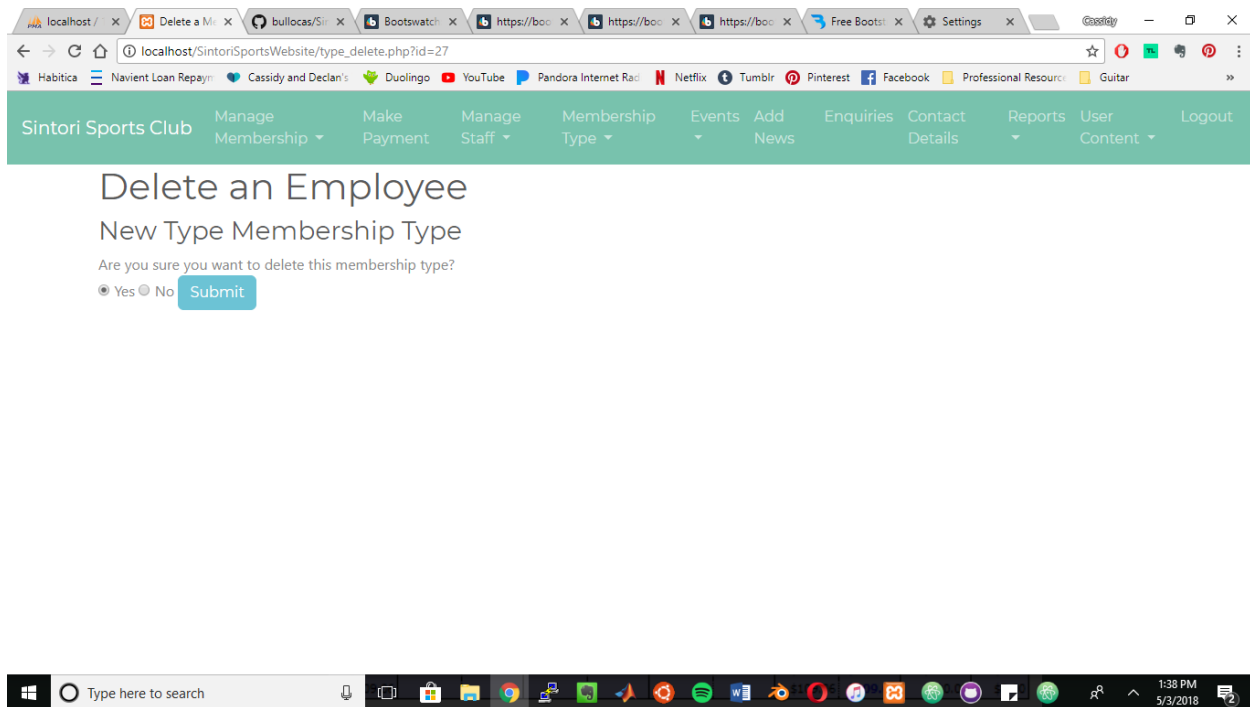 localhost /
Delete a Me
bullocas/Sin
Bootswatch
https://boo
https://boo
https://boo
Free Bootst
Settings
Cassidy
localhost/SintoriSportsWebsite/type_delete.php?id=27
Habitica
Navient Loan Repaym
Cassidy and Declan's
Duolingo
YouTube
Pandora Internet Rad
Netflix
Tumblr
Pinterest
Facebook
Professional Resource
Guitar
»
Sintori Sports Club
Manage Membership
Make Payment
Manage Staff
Membership Type
Events
Add News
Enquiries
Contact Details
Reports
User Content
Logout
Delete an Employee
New Type Membership Type
Are you sure you want to delete this membership type?
Yes No Submit
Type here to search
1:38 PM
5/3/2018